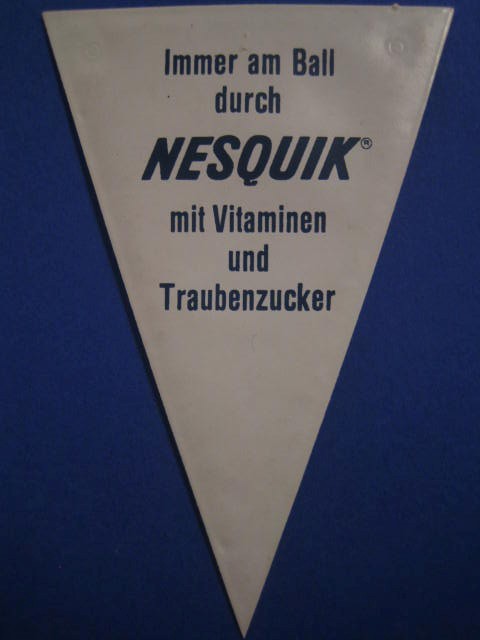 Immer am Ball
durch
NESQUIK®
mit Vitaminen
und
Traubenzucker